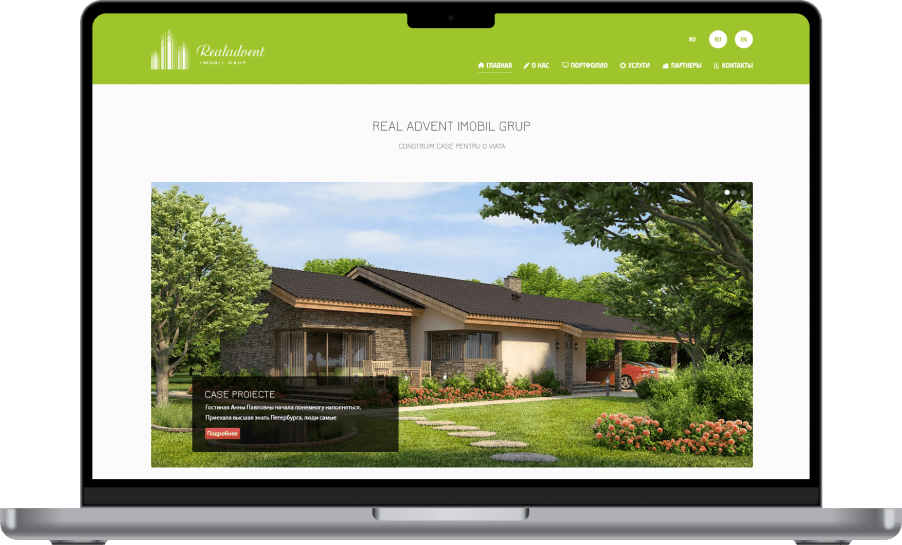 Realadvent
IMOBIL GRUP
RO
RU
EN
ГЛАВНАЯ
О НАС
ПОРТФОЛИО
УСЛУГИ
ПАРТНЕРЫ
КОНТАКТЫ
REAL ADVENT IMOBIL GRUP
CONSTRUIM CASE PENTRU O VIATA
CASE PROIECTE
Гостиная Анны Павловны начала понемногу наполняться.
Приехала высшая знать Петербурга, люди самые
Подробнее